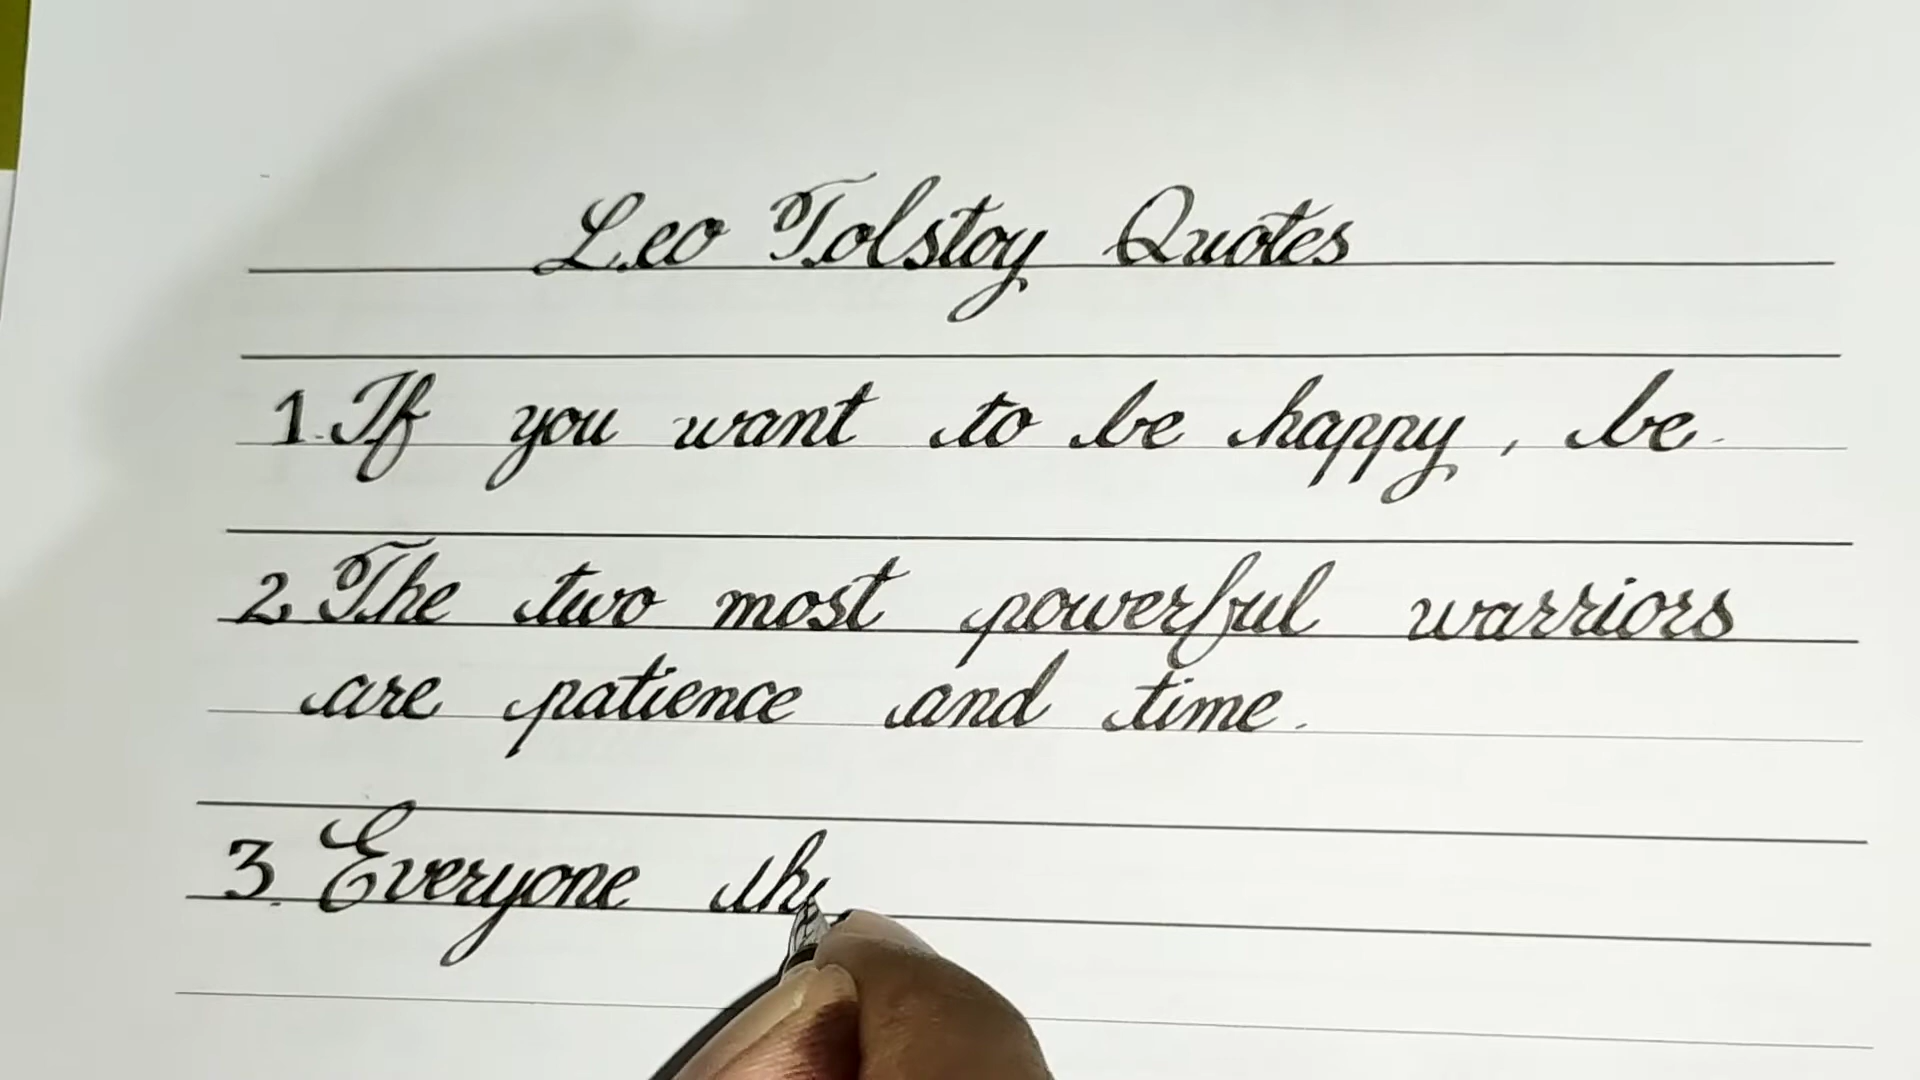 Leo Tolstoy Quotes
1. If you want to be happy, be.
2. The two most powerful warriors
are patience and time.
3. Everyone